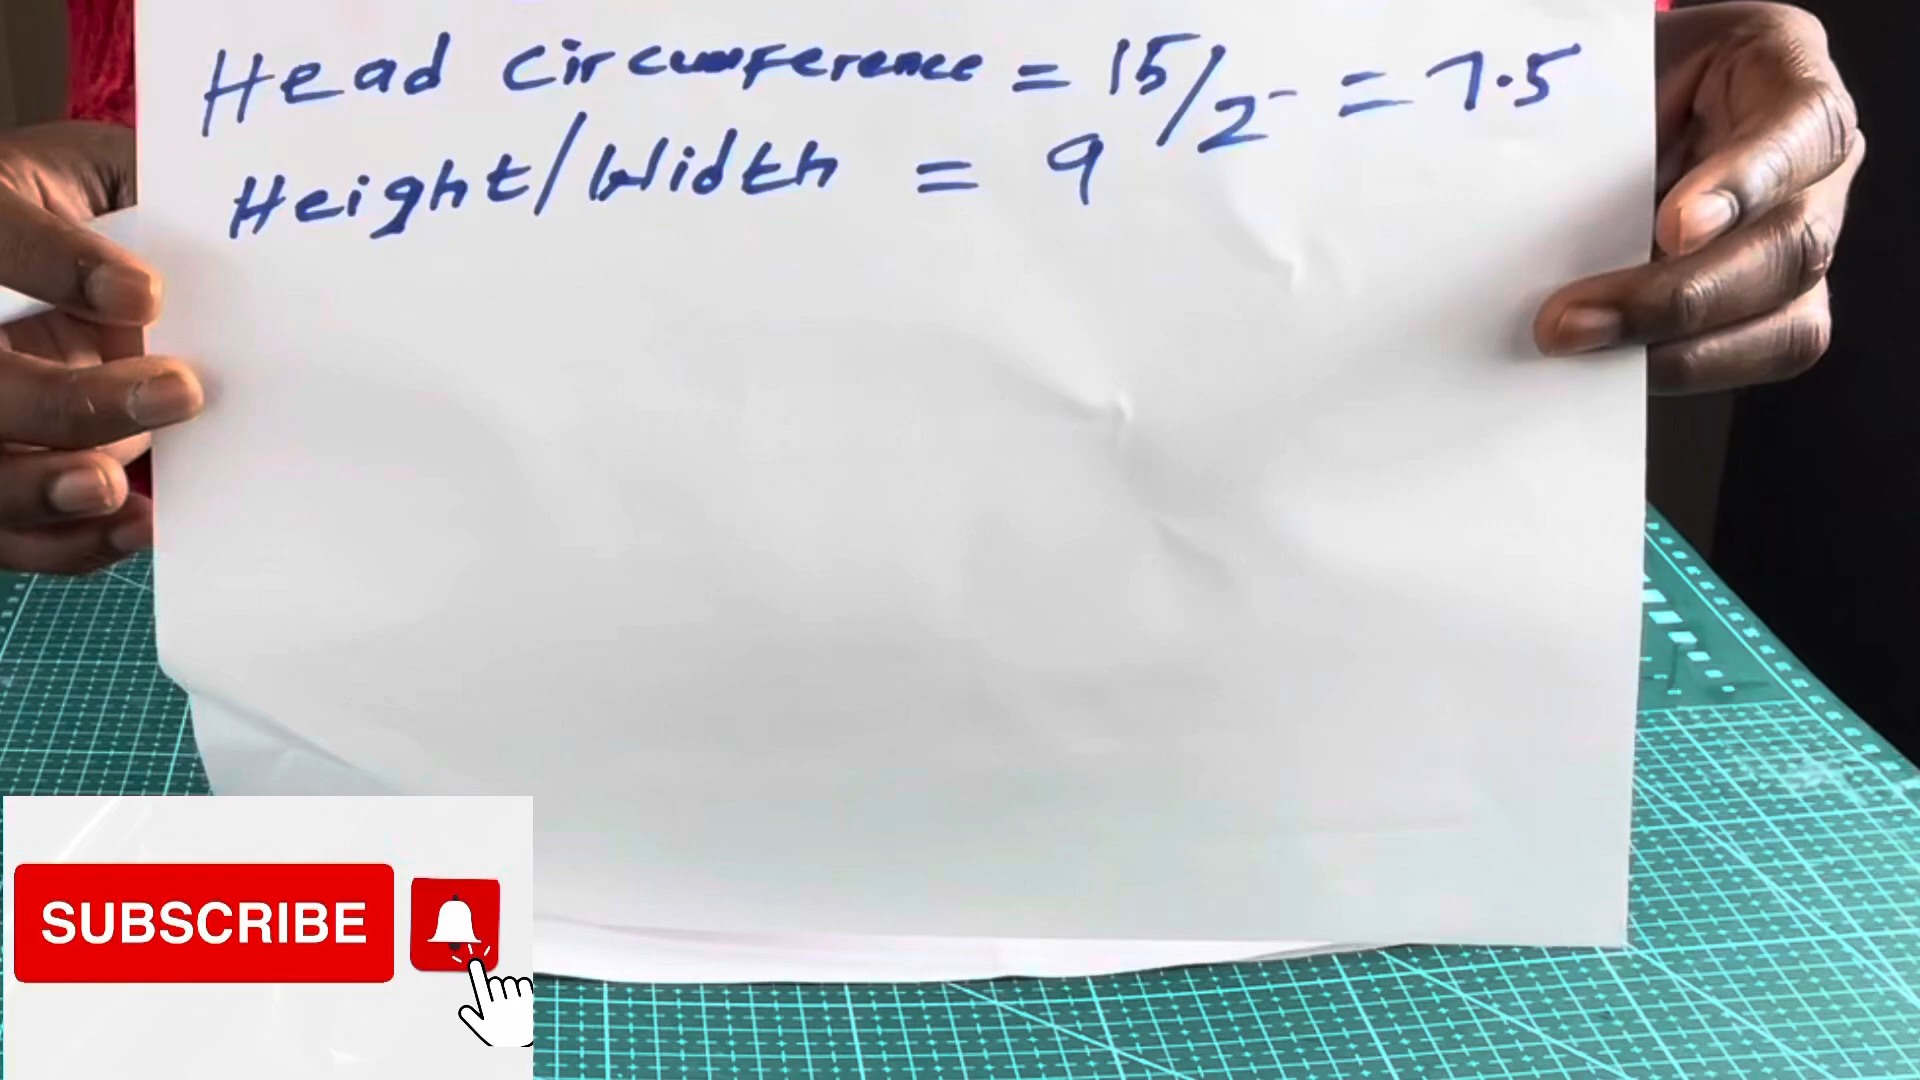 Head circumference = 15/2 = 7.5
Height/Width = 9
SUBSCRIBE